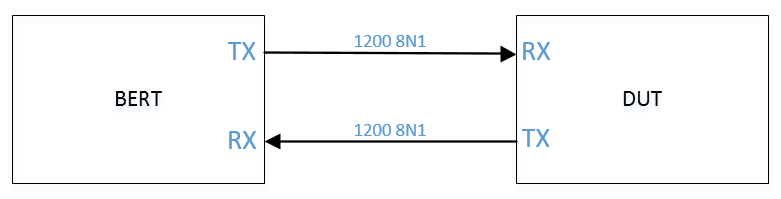 1200 8N1
TX
RX
BERT
DUT
1200 8N1
RX
TX